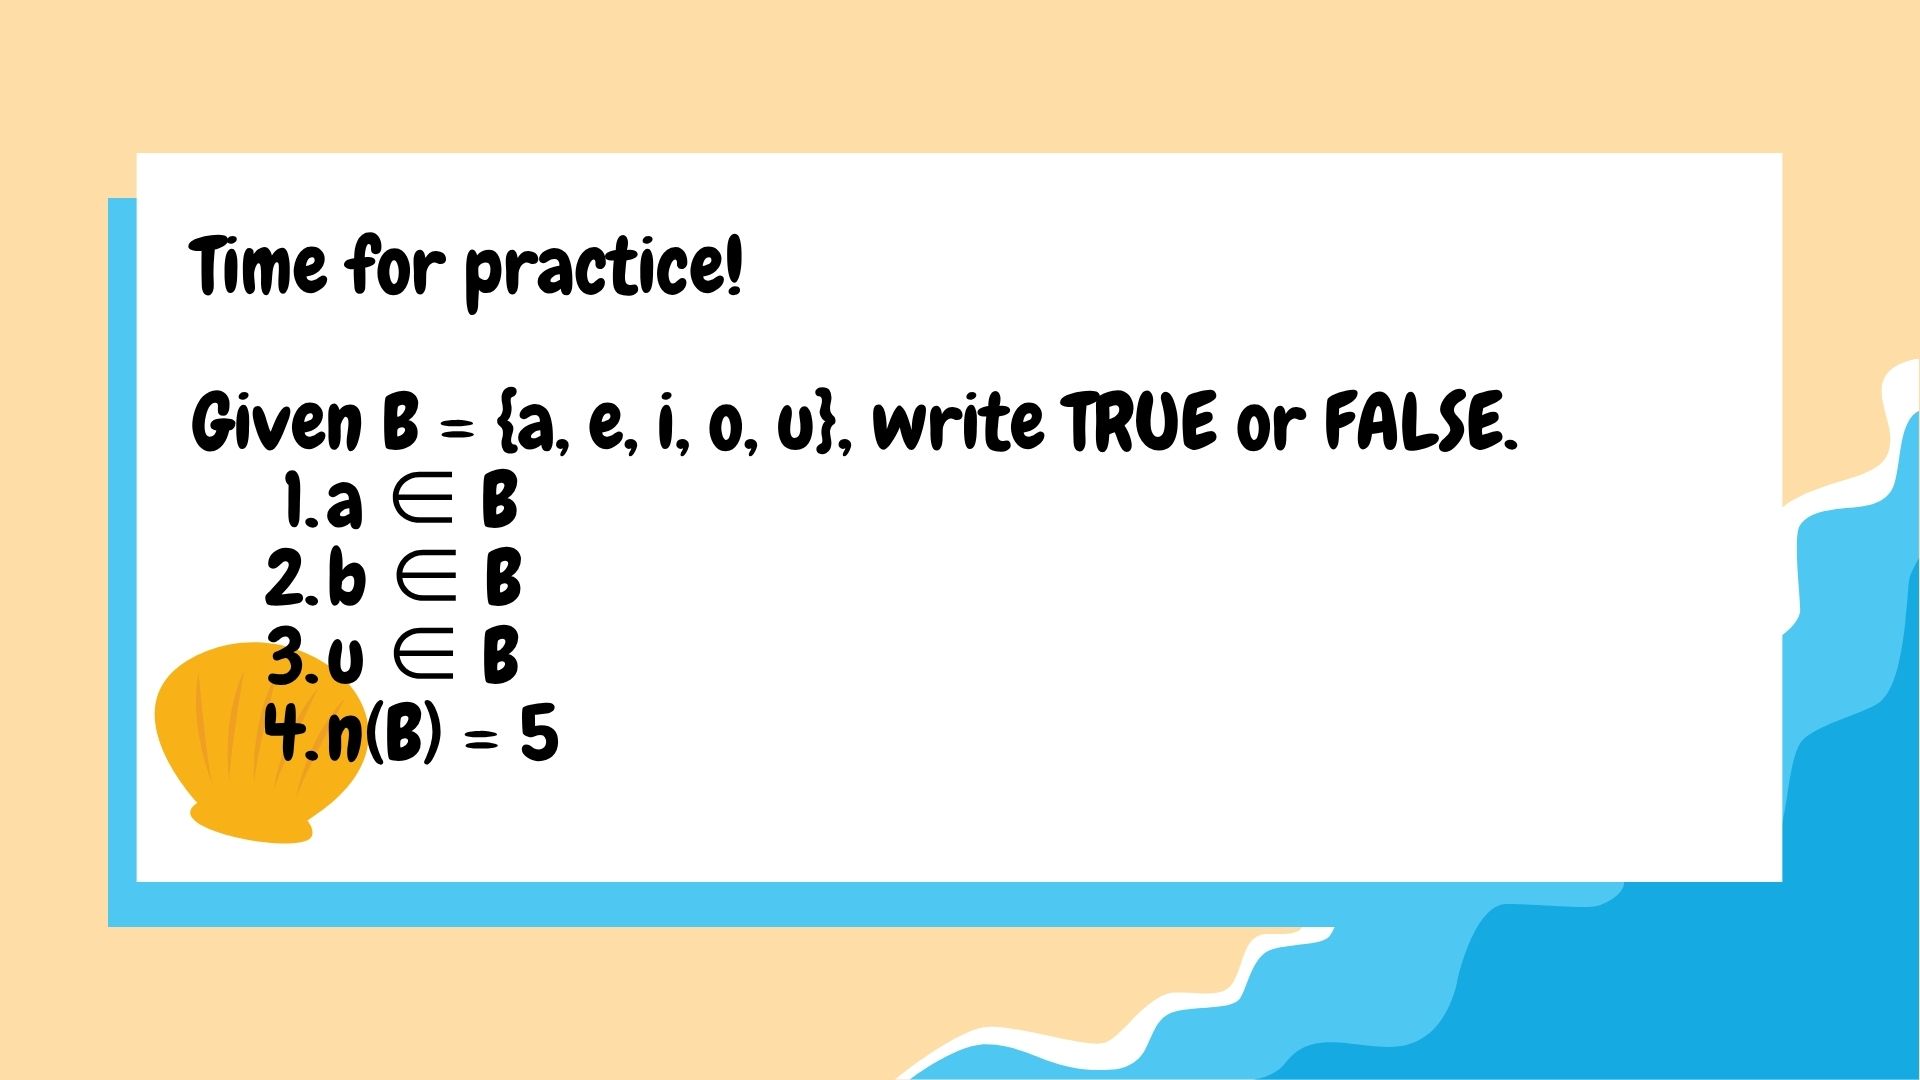 Time for practice!
Given B = {a, e, i, o, u}, write TRUE or FALSE.
1. a ∈ B
2. b ∈ B
3. u ∈ B
4. n(B) = 5